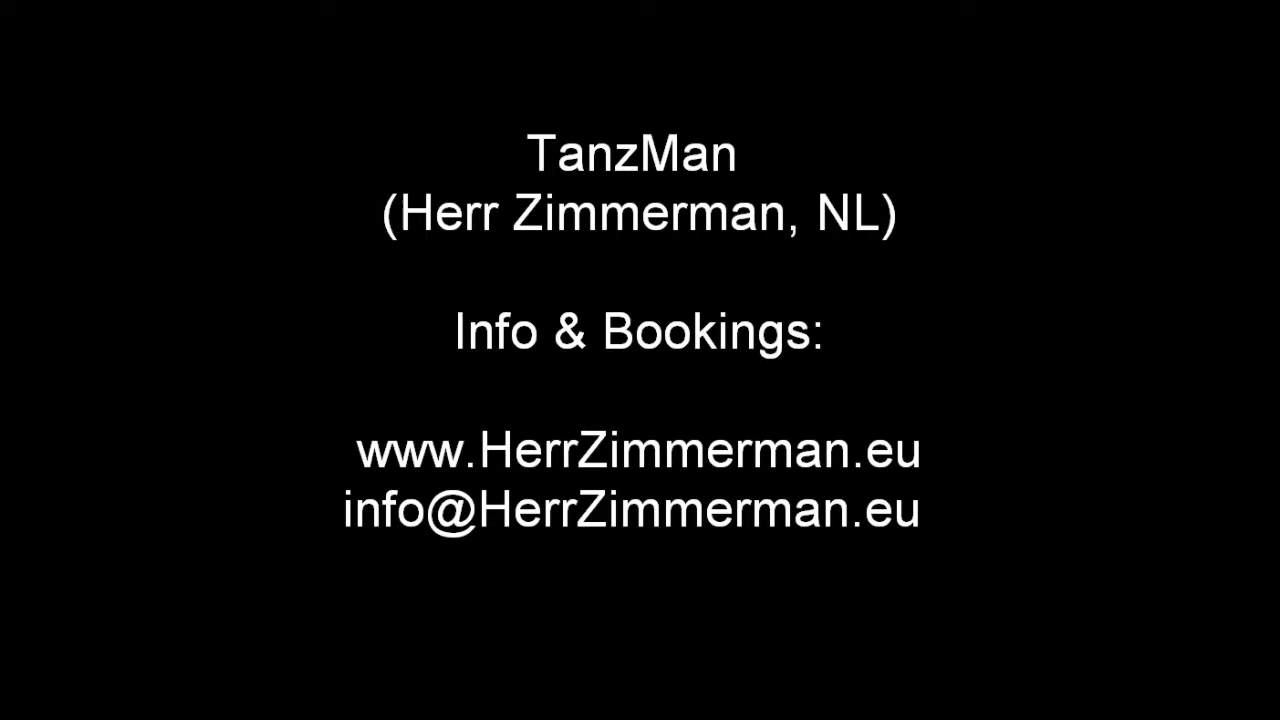 TanzMan
(Herr Zimmerman, NL)
Info & Bookings:
www.HerrZimmerman.eu
info@HerrZimmerman.eu